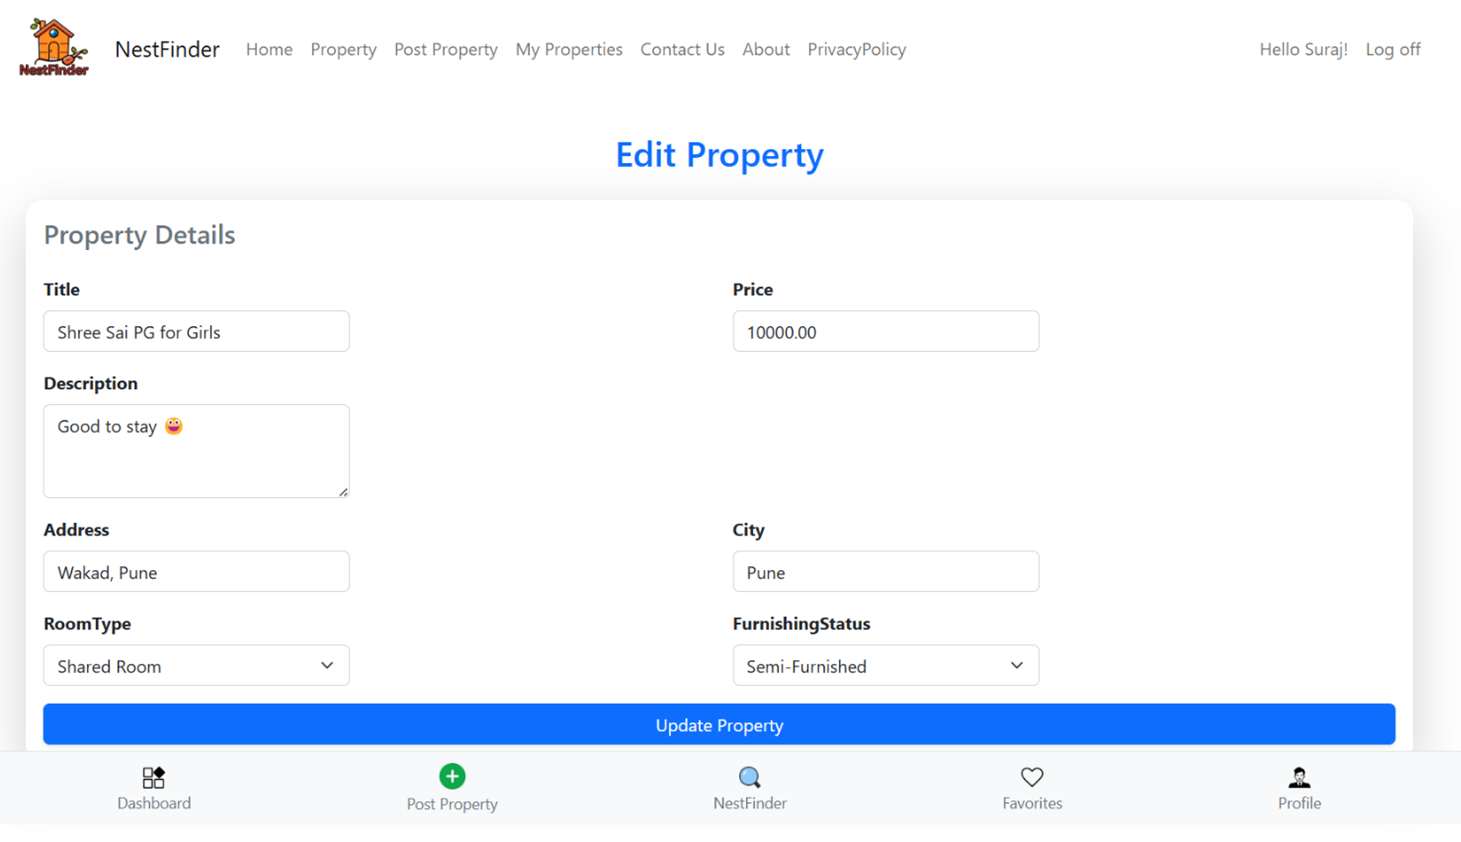 NestFinder
NestFinder Home Property Post Property My Properties Contact Us About PrivacyPolicy Hello Suraj! Log off
Edit Property
Property Details
Title Price
Shree Sai PG for Girls 10000.00
Description
Good to stay 😀
Address City
Wakad, Pune Pune
RoomType FurnishingStatus
Shared Room Semi-Furnished
Update Property
Dashboard Post Property NestFinder Favorites Profile